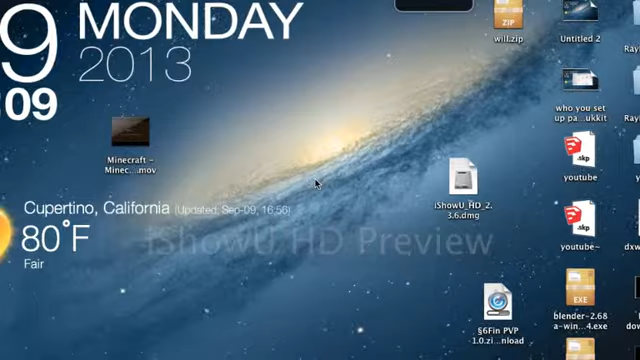 9 MONDAY
2013
:09
ZIP
will.zip
Untitled 2
Minecraft –
Minec....mov
who you set
up pa...ukkit
.skp
youtube
iShowU_HD_2.
3.6.dmg
Cupertino, California (Updated, Sep-09, 16:56)
80°F
Fair
iShowU HD Preview
.skp
youtube~
EXE
blender-2.68
a-win...4.exe
§6Fin PVP
1.0.zi...nload